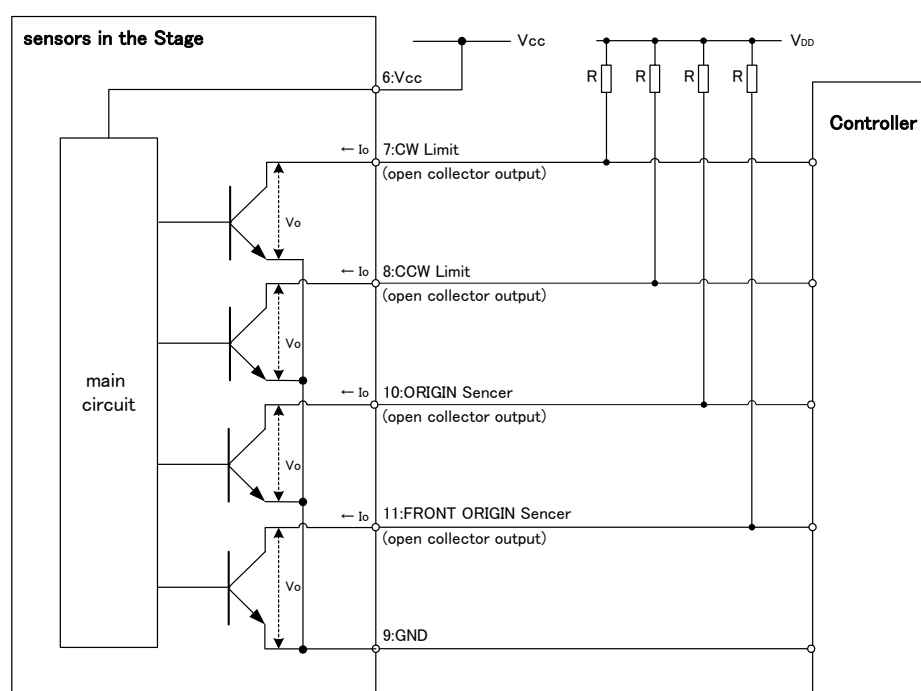 sensors in the Stage
Vcc
VDD
6:Vcc
R
R
R
R
Controller
← Io
7:CW Limit
(open collector output)
Vo
← Io
8:CCW Limit
(open collector output)
Vo
main
circuit
← Io
10:ORIGIN Sencer
(open collector output)
Vo
← Io
11:FRONT ORIGIN Sencer
(open collector output)
Vo
9:GND